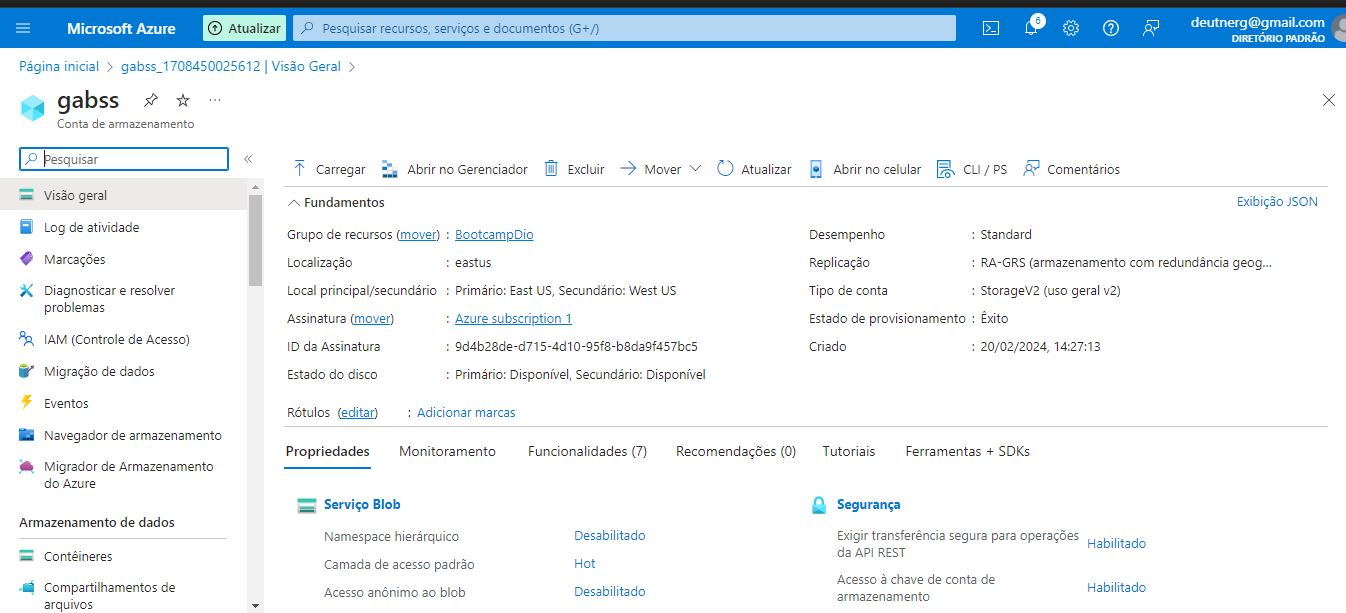 Microsoft Azure
Atualizar
Pesquisar recursos, serviços e documentos (G+/)
6
deutnerg@gmail.com
DIRETÓRIO PADRÃO
Página inicial > gabss_1708450025612 | Visão Geral >
gabss
Conta de armazenamento
Pesquisar
Visão geral
Log de atividade
Marcações
Diagnosticar e resolver
problemas
IAM (Controle de Acesso)
Migração de dados
Eventos
Navegador de armazenamento
Migrador de Armazenamento
do Azure
Armazenamento de dados
Contêineres
Compartilhamentos de
arquivos
Carregar Abrir no Gerenciador Excluir Mover Atualizar Abrir no celular CLI / PS Comentários
Fundamentos
Exibição JSON
Grupo de recursos (mover) : BootcampDio
Localização : eastus
Local principal/secundário : Primário: East US, Secundário: West US
Assinatura (mover) : Azure subscription 1
ID da Assinatura : 9d4b28de-d715-4d10-95f8-b8da9f457bc5
Estado do disco : Primário: Disponível, Secundário: Disponível
Desempenho : Standard
Replicação : RA-GRS (armazenamento com redundância geog...
Tipo de conta : StorageV2 (uso geral v2)
Estado de provisionamento : Êxito
Criado : 20/02/2024, 14:27:13
Rótulos (editar) : Adicionar marcas
Propriedades Monitoramento Funcionalidades (7) Recomendações (0) Tutoriais Ferramentas + SDKs
Serviço Blob
Namespace hierárquico Desabilitado
Camada de acesso padrão Hot
Acesso anônimo ao blob Desabilitado
Segurança
Exigir transferência segura para operações
da API REST Habilitado
Acesso à chave de conta de
armazenamento Habilitado